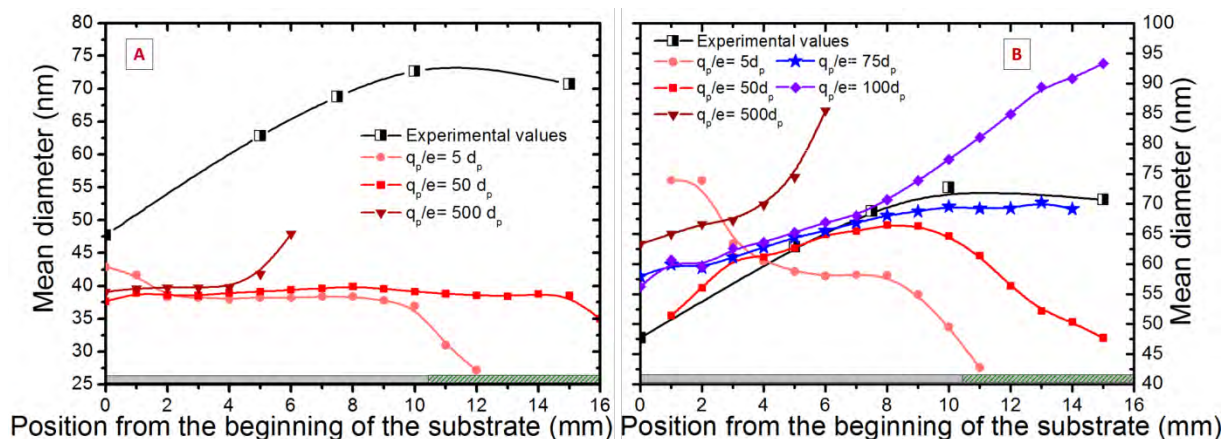 A
Experimental values
q_p/e= 5 d_p
q_p/e= 50 d_p
q_p/e= 500 d_p
Mean diameter (nm)
75
70
65
60
55
50
45
40
35
30
25
0 2 4 6 8 10 12 14 16
Position from the beginning of the substrate (mm)
B
Experimental values
q_p/e= 5d_p
q_p/e= 50d_p
q_p/e= 500d_p
q_p/e= 75d_p
q_p/e= 100d_p
100
95
90
85
80
75
70
65
60
55
50
45
40
Mean diameter (nm)
0 2 4 6 8 10 12 14 16
Position from the beginning of the substrate (mm)